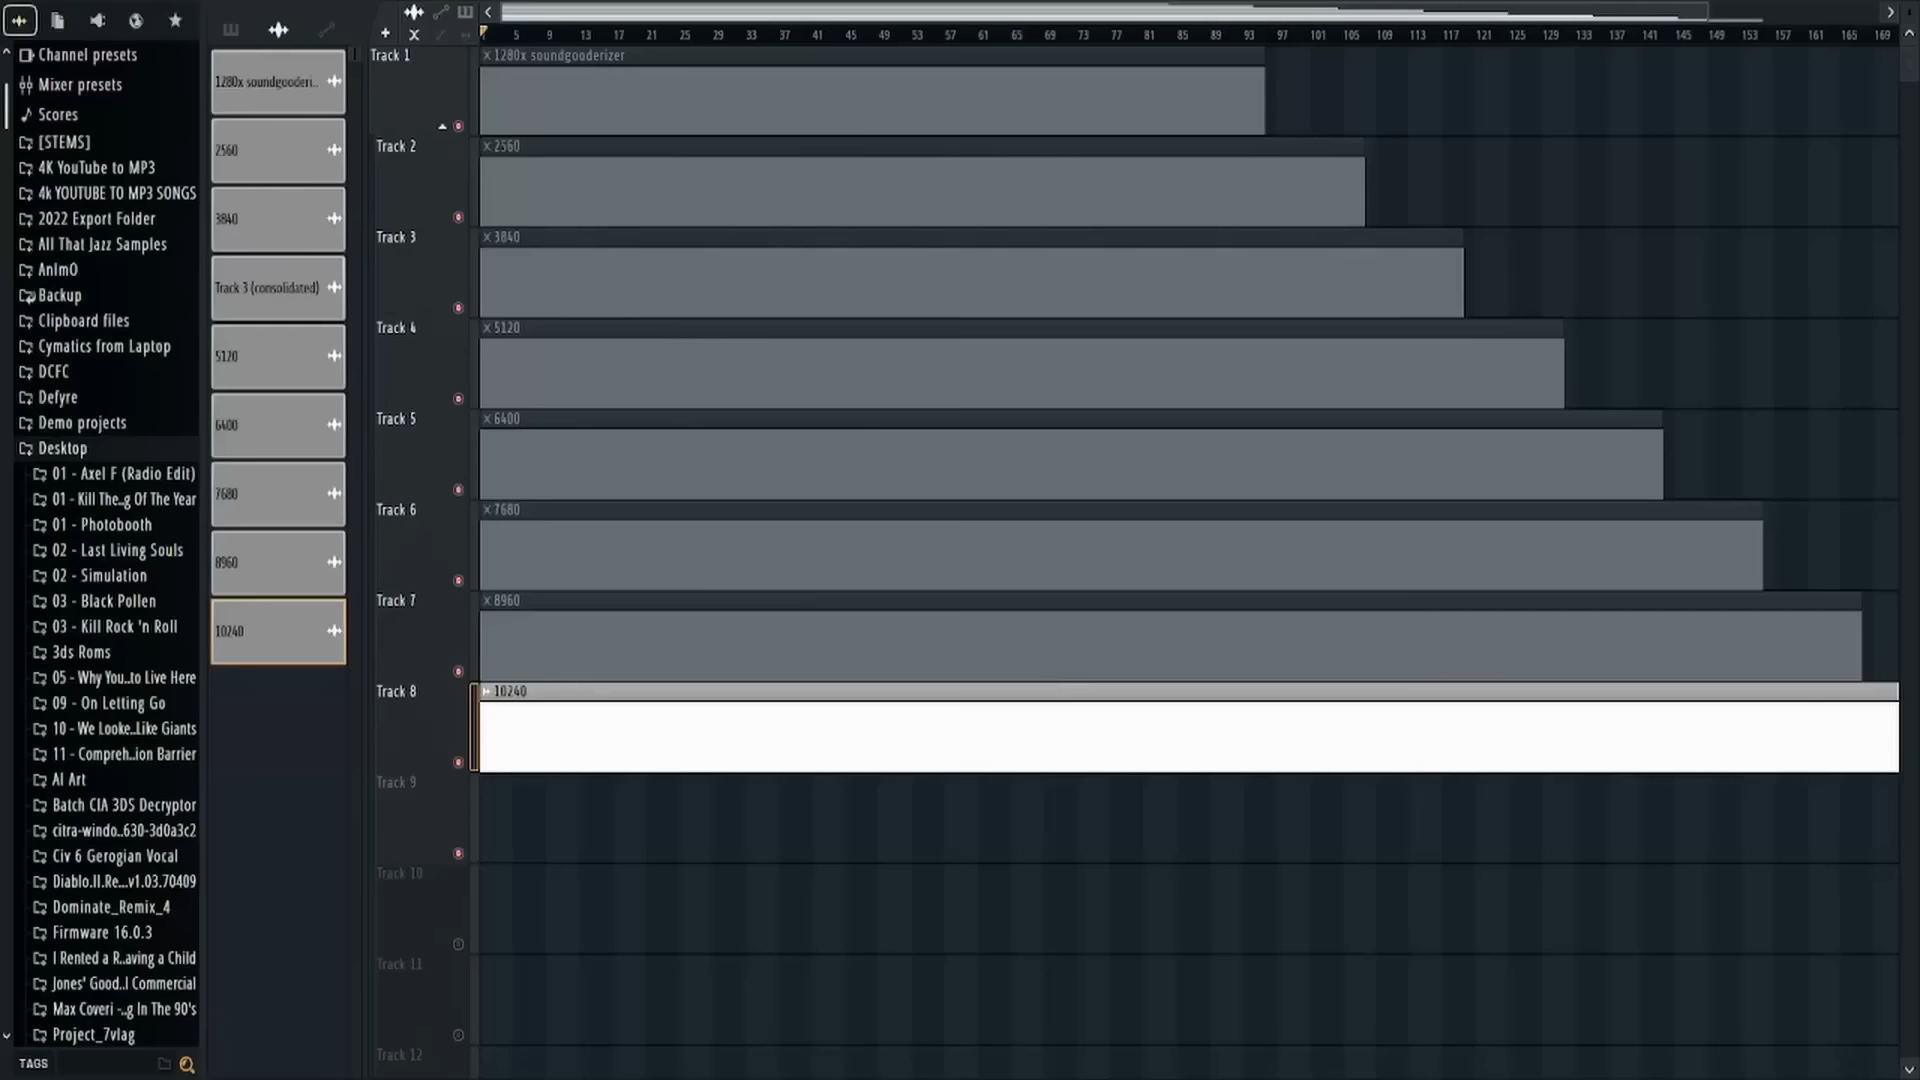 Channel presets
Mixer presets
Scores
[STEMS]
4K YouTube to MP3
4k YOUTUBE TO MP3 SONGS
2022 Export Folder
All That Jazz Samples
AnImO
Backup
Clipboard files
Cymatics from Laptop
DCFC
Defyre
Demo projects
Desktop
01 - Axel F (Radio Edit)
01 - Kill The..g Of The Year
01 - Photobooth
02 - Last Living Souls
02 - Simulation
03 - Black Pollen
03 - Kill Rock 'n Roll
3ds Roms
05 - Why You..to Live Here
09 - On Letting Go
10 - We Looke..Like Giants
11 - Compreh..ion Barrier
AI Art
Batch CIA 3DS Decryptor
citra-windo..630-3d0a3c2
Civ 6 Gerogian Vocal
Diablo.II.Re...v1.03.70409
Dominate_Remix_4
Firmware 16.0.3
I Rented a R..aving a Child
Jones' Good..l Commercial
Max Coveri -..g In The 90's
Project_7vlag
TAGS
1280x soundgooderi..
2560
3840
Track 3 (consolidated)
5120
6400
7680
8960
10240
5 9 13 17 21 25 29 33 37 41 45 49 53 57 61 65 69 73 77 81 85 89 93 97 101 105 109 113 117 121 125 129 133 137 141 145 149 153 157 161 165 169
Track 1
1280x soundgooderizer
Track 2
2560
Track 3
3840
Track 4
5120
Track 5
6400
Track 6
7680
Track 7
8960
Track 8
10240
Track 9
Track 10
Track 11
Track 12